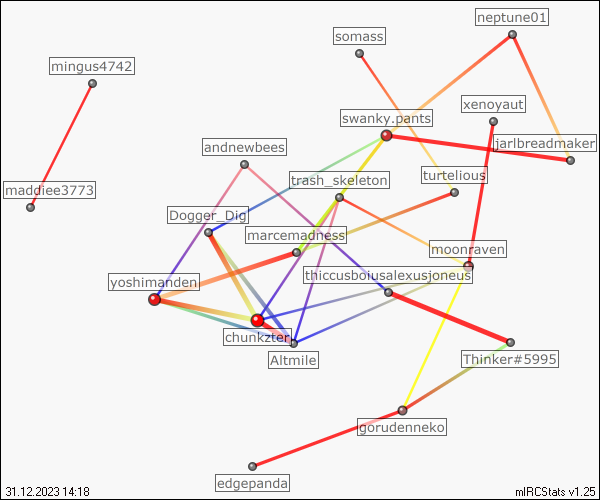 neptune01
somass
mingus4742
xenoyaut
swanky.pants
jarlbreadmaker
andnewbees
turtelious
trash_skeleton
maddiee3773
Dogger_Dig
marcemadness
moonraven
thiccusboiusalexusjoneus
yoshimanden
chunkzter
Altmile
Thinker#5995
gorudenneko
edgepanda
31.12.2023 14:18
mIRCStats v1.25